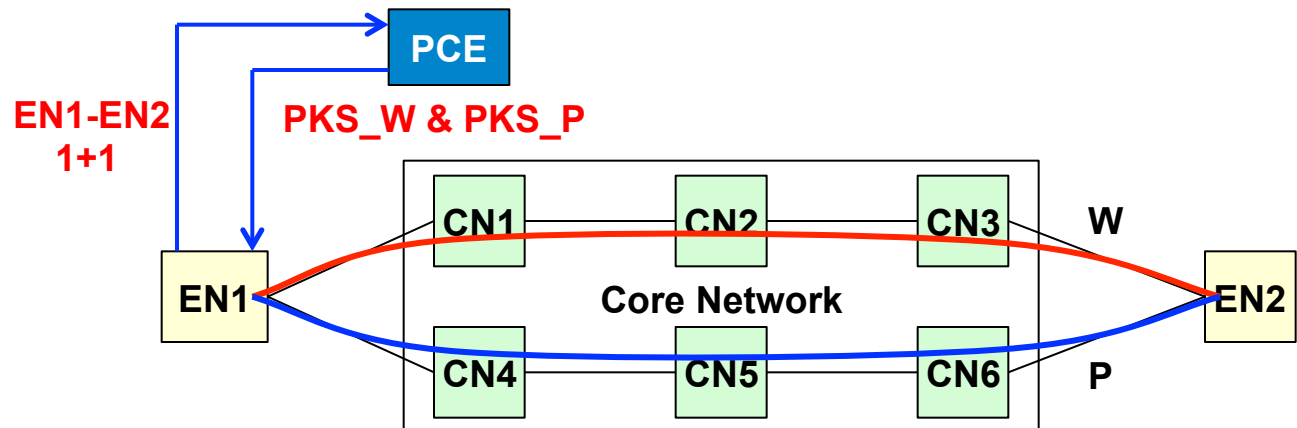 PCE
EN1-EN2
1+1
PKS_W & PKS_P
CN1
CN2
CN3
W
EN1
Core Network
EN2
CN4
CN5
CN6
P